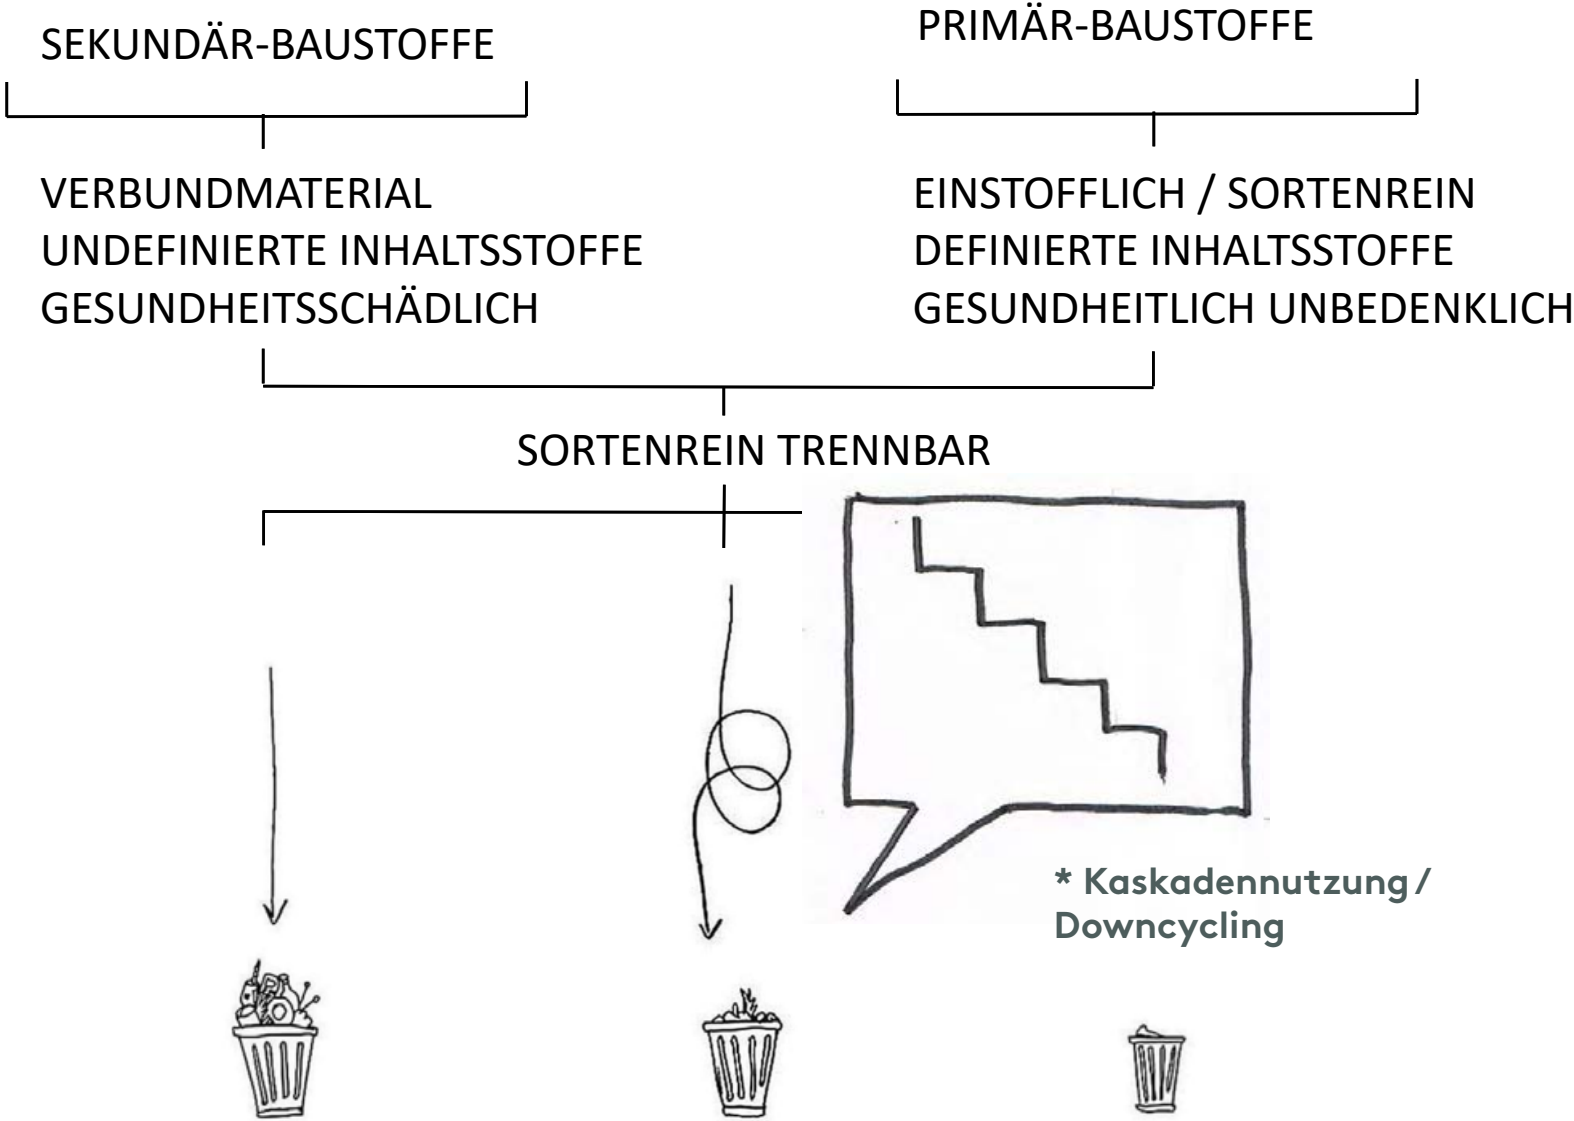 SEKUNDÄR-BAUSTOFFE
PRIMÄR-BAUSTOFFE
VERBUNDMATERIAL
UNDEFINIERTE INHALTSSTOFFE
GESUNDHEITSSCHÄDLICH
EINSTOFFLICH / SORTENREIN
DEFINIERTE INHALTSSTOFFE
GESUNDHEITLICH UNBEDENKLICH
SORTENREIN TRENNBAR
* Kaskadennutzung /
Downcycling